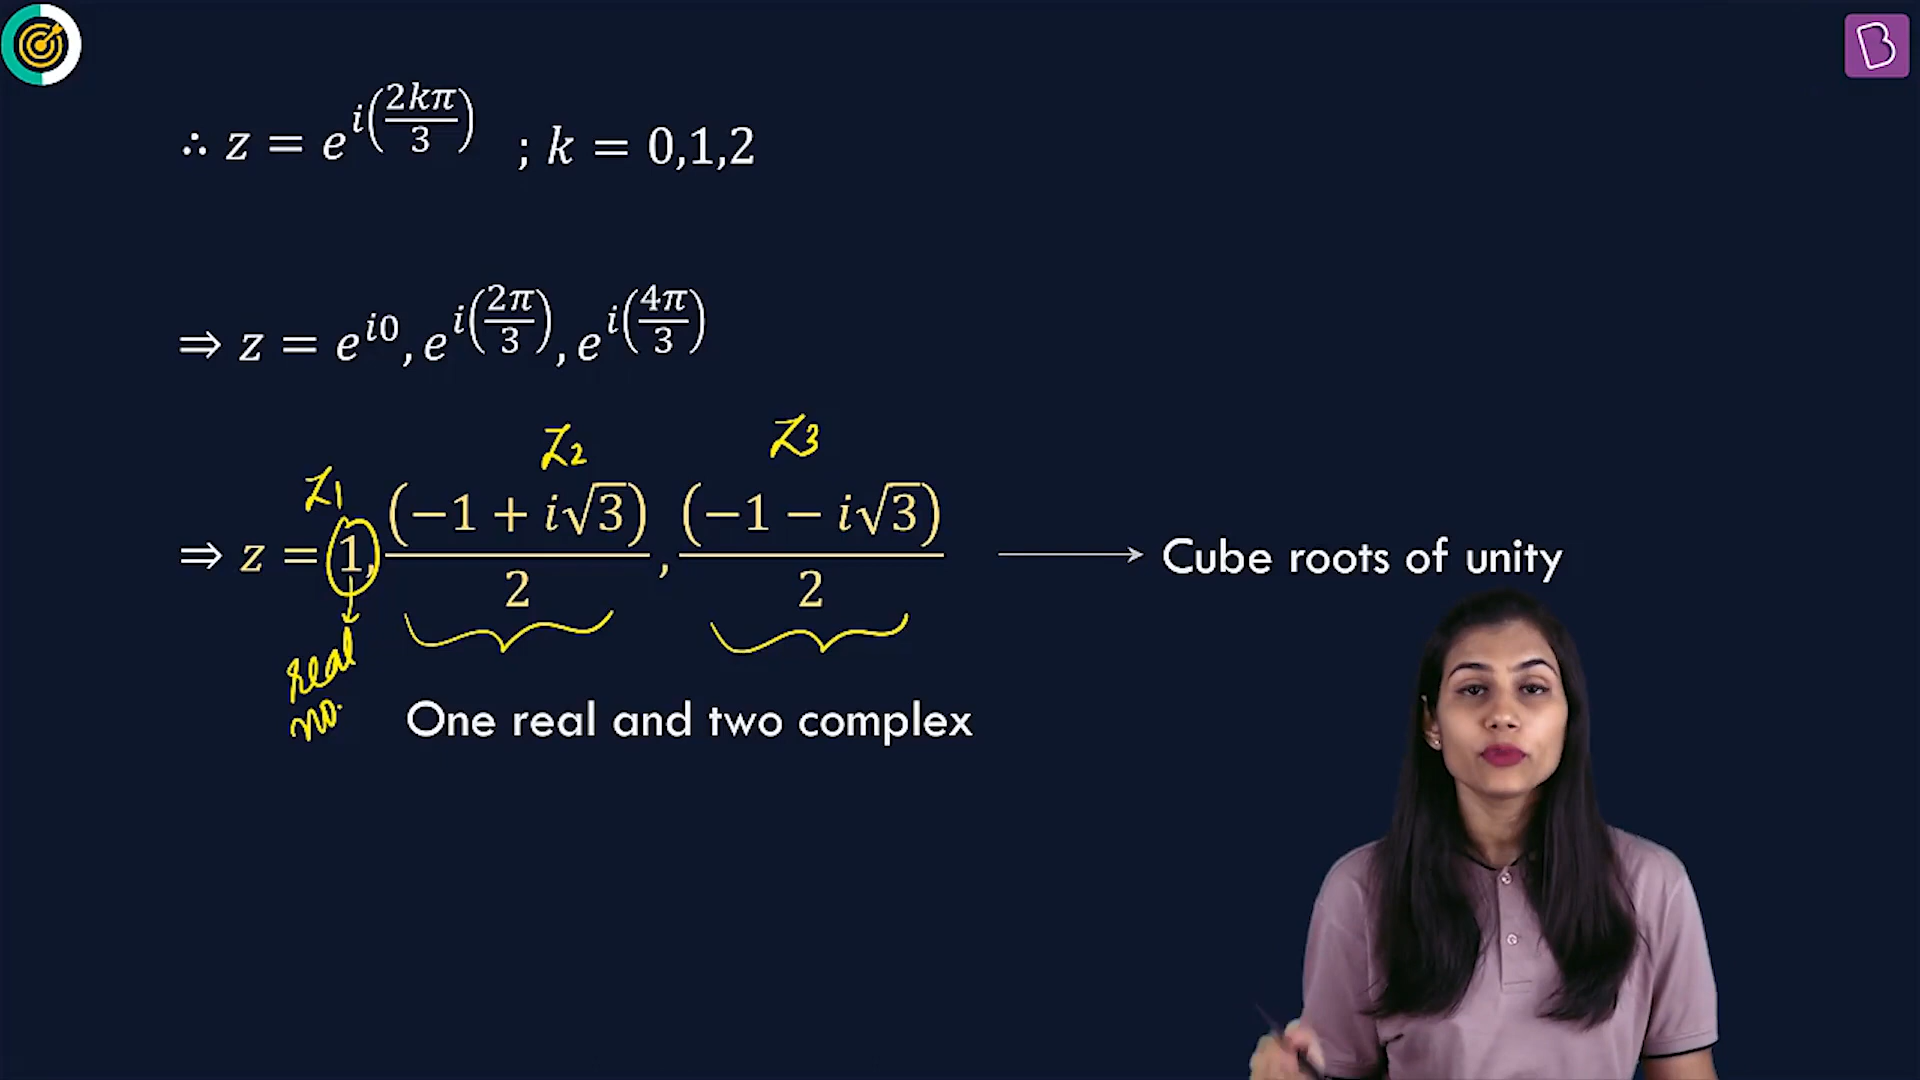 ∴ z = e^{i(2kπ/3)} ; k = 0,1,2
⇒ z = e^{i0}, e^{i(2π/3)}, e^{i(4π/3)}
Z1 Z2 Z3
⇒ z = 1, (−1 + i√3)/2, (−1 − i√3)/2 → Cube roots of unity
real
no.
One real and two complex
B